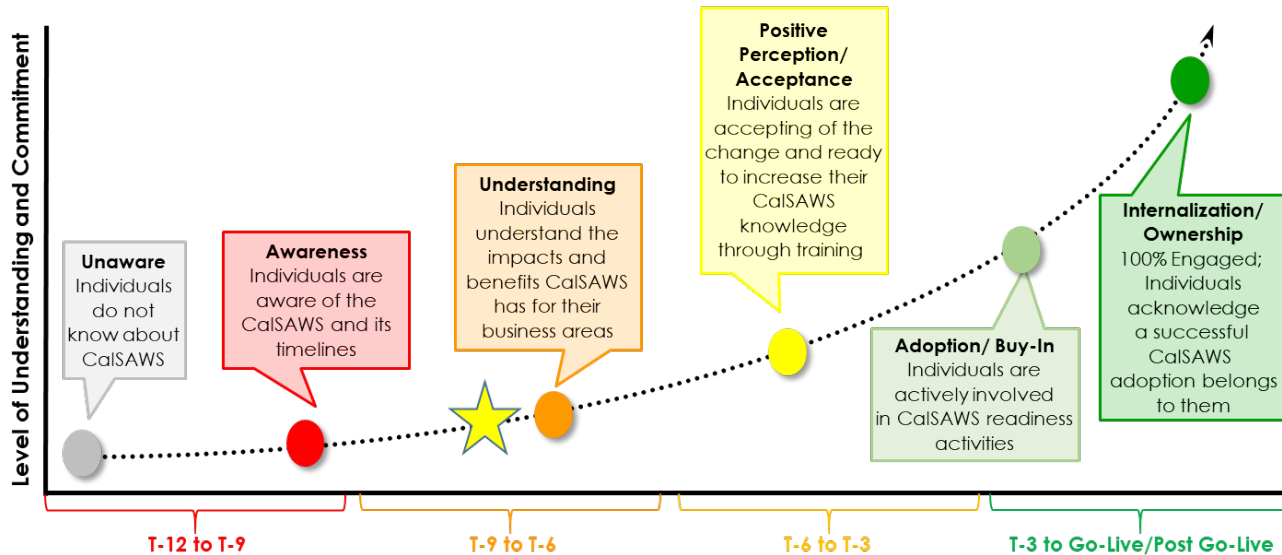 Level of Understanding and Commitment
Unaware
Individuals
do not
know about
CalSAWS
Awareness
Individuals are
aware of the
CalSAWS and its
timelines
Understanding
Individuals
understand the
impacts and
benefits CalSAWS
has for their
business areas
Positive
Perception/
Acceptance
Individuals are
accepting of the
change and ready
to increase their
CalSAWS
knowledge
through training
Adoption/ Buy-In
Individuals are
actively involved
in CalSAWS readiness
activities
Internalization/
Ownership
100% Engaged;
Individuals
acknowledge
a successful
CalSAWS
adoption belongs
to them
T-12 to T-9
T-9 to T-6
T-6 to T-3
T-3 to Go-Live/Post Go-Live